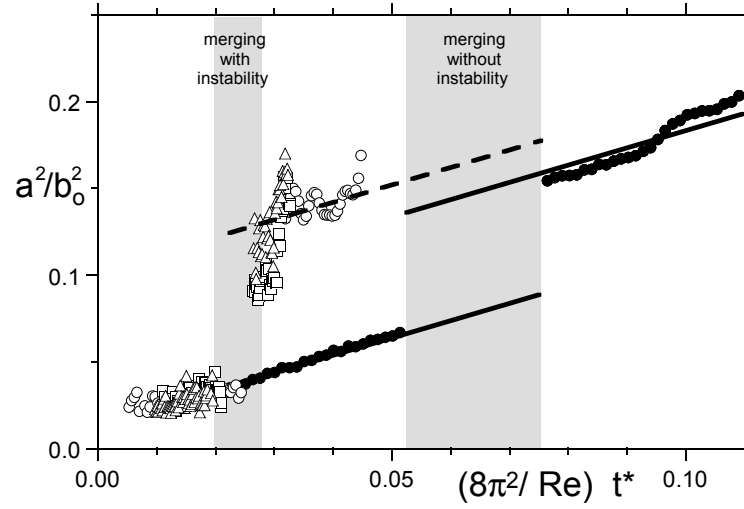 merging
with
instability
merging
without
instability
0.2
a²/b²ₒ
0.1
0.0
0.00
0.05
(8π²/ Re) t*
0.10